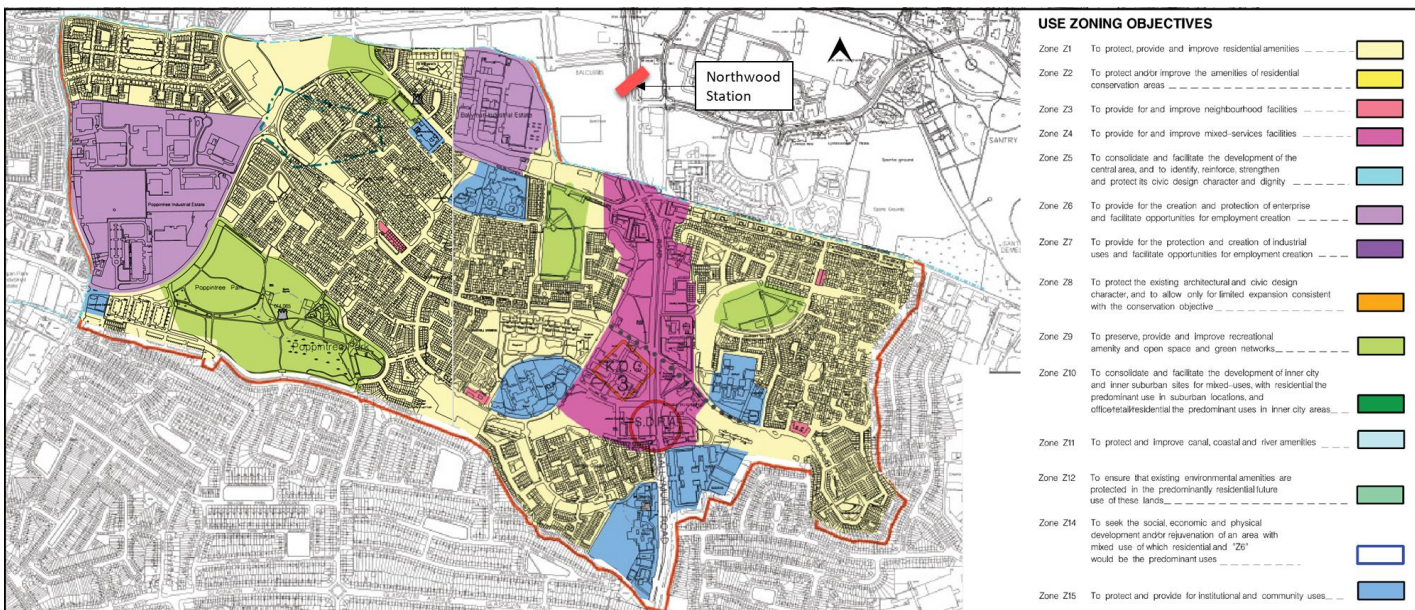 Northwood
Station
BALCURRIS
SANTRY
Balbutcher Industrial Estate
Poppintree Industrial Estate
Poppintree Park
Poppintree Park
K.D.C.
3
S.D.R.A.
ROAD
USE ZONING OBJECTIVES
Zone Z1 To protect, provide and improve residential amenities
Zone Z2 To protect and/or improve the amenities of residential
conservation areas
Zone Z3 To provide for and improve neighbourhood facilities
Zone Z4 To provide for and improve mixed-services facilities
Zone Z5 To consolidate and facilitate the development of the
central area, and to identify, reinforce, strengthen
and protect its civic design character and dignity
Zone Z6 To provide for the creation and protection of enterprise
and facilitate opportunities for employment creation
Zone Z7 To provide for the protection and creation of industrial
uses and facilitate opportunities for employment creation
Zone Z8 To protect the existing architectural and civic design
character, and to allow only for limited expansion consistent
with the conservation objective
Zone Z9 To preserve, provide and improve recreational
amenity and open space and green networks
Zone Z10 To consolidate and facilitate the development of inner city
and inner suburban sites for mixed-uses, with residential the
predominant use in suburban locations, and
office/retail/residential the predominant uses in inner city areas
Zone Z11 To protect and improve canal, coastal and river amenities
Zone Z12 To ensure that existing environmental amenities are
protected in the predominantly residential future
use of these lands
Zone Z14 To seek the social, economic and physical
development and/or rejuvenation of an area with
mixed use of which residential and "Z6"
would be the predominant uses
Zone Z15 To protect and provide for institutional and community uses